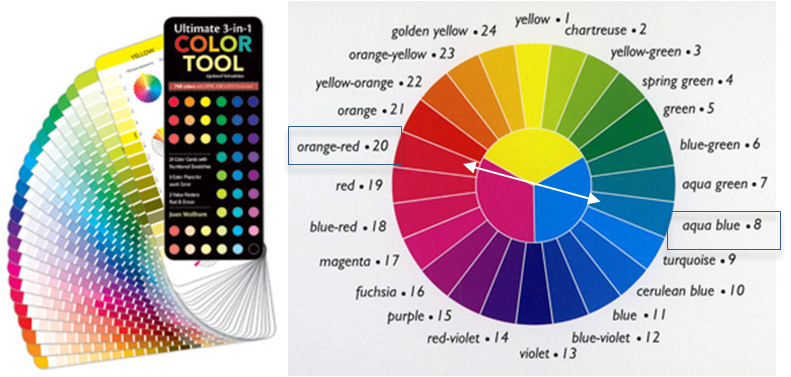 YELLOW
Ultimate 3-in-1
COLOR
TOOL
Updated 3rd edition
24 Color Cards with
Numbered Swatches
5 Color Plans for
each Color
2 Value Finders
Red & Green
Joen Wolfrom
yellow • 1
chartreuse • 2
yellow-green • 3
spring green • 4
green • 5
blue-green • 6
aqua green • 7
aqua blue • 8
turquoise • 9
cerulean blue • 10
blue • 11
blue-violet • 12
violet • 13
red-violet • 14
purple • 15
fuchsia • 16
magenta • 17
blue-red • 18
red • 19
orange-red • 20
orange • 21
yellow-orange • 22
orange-yellow • 23
golden yellow • 24